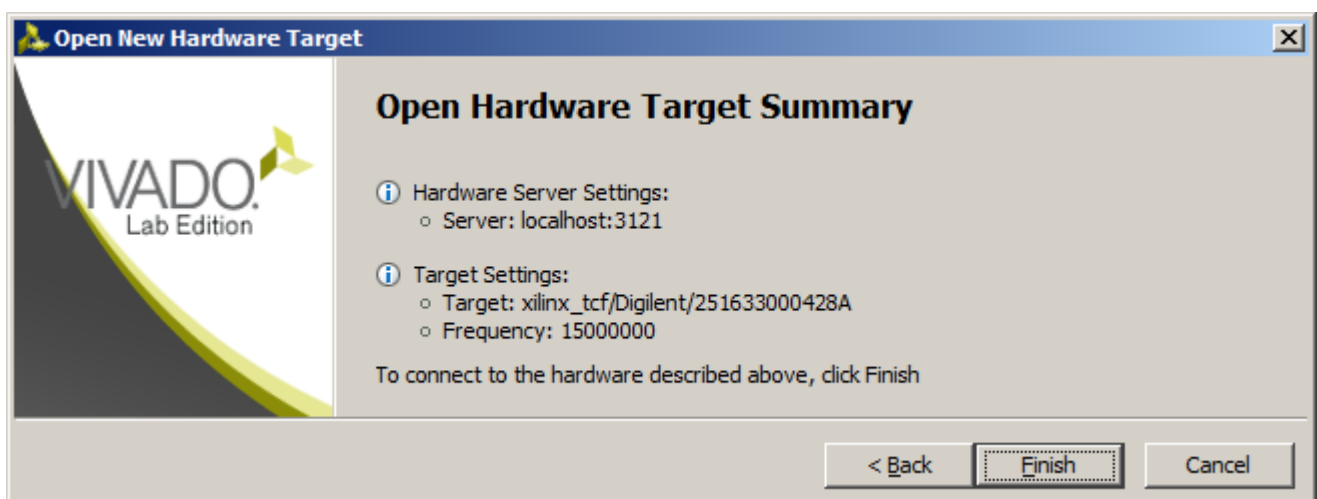 Open New Hardware Target
VIVADO.
Lab Edition
Open Hardware Target Summary
Hardware Server Settings:
Server: localhost:3121
Target Settings:
Target: xilinx_tcf/Digilent/251633000428A
Frequency: 15000000
To connect to the hardware described above, click Finish
< Back Finish Cancel